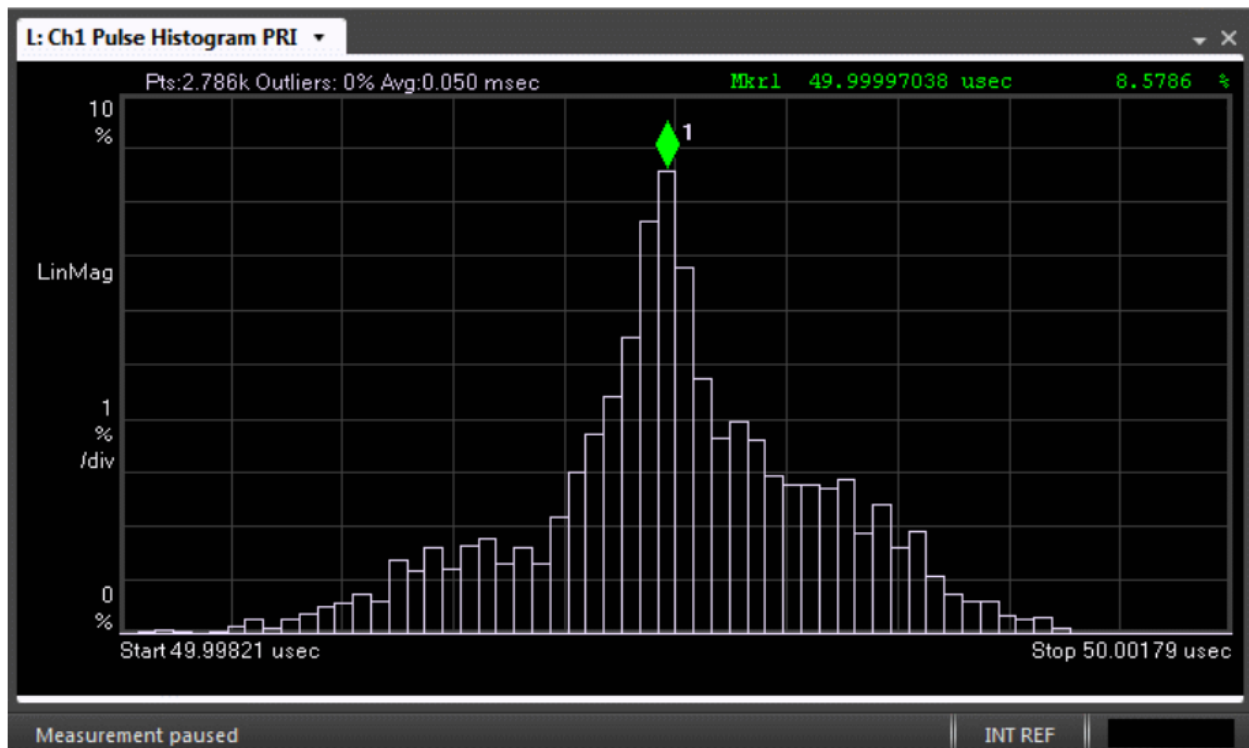 L: Ch1 Pulse Histogram PRI
Pts:2.786k Outliers: 0% Avg:0.050 msec
Mkr1 49.99997038 usec 8.5786 %
10
%
1
LinMag
1
%
/div
0
%
Start 49.99821 usec
Stop 50.00179 usec
Measurement paused
INT REF